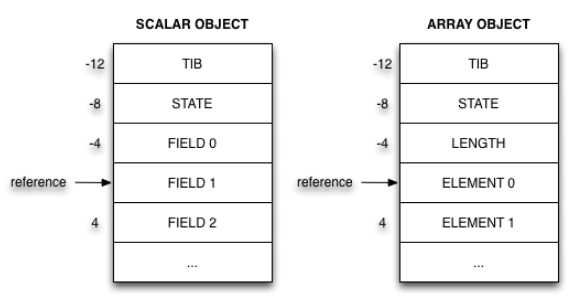 SCALAR OBJECT
-12 TIB
-8 STATE
-4 FIELD 0
reference FIELD 1
4 FIELD 2
...
ARRAY OBJECT
-12 TIB
-8 STATE
-4 LENGTH
reference ELEMENT 0
4 ELEMENT 1
...